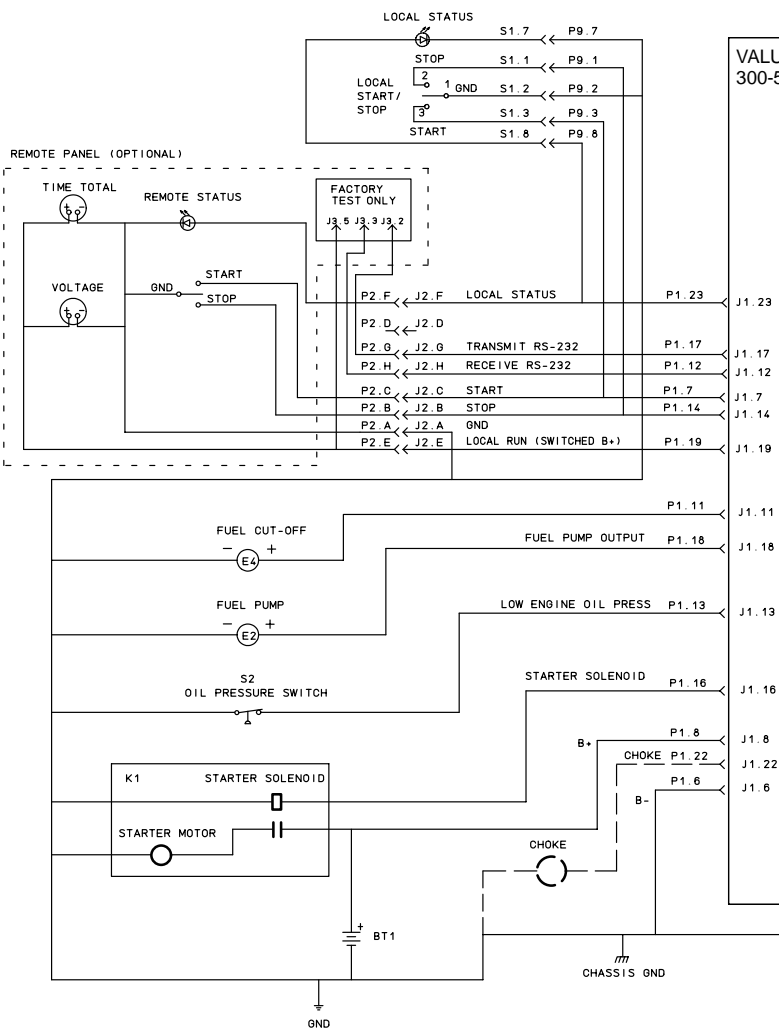 LOCAL STATUS
S1.7 P9.7
STOP S1.1 P9.1
2
LOCAL START/ STOP
1 GND S1.2 P9.2
3 S1.3 P9.3
START S1.8 P9.8
VALU
300-5
REMOTE PANEL (OPTIONAL)
TIME TOTAL
+ -
REMOTE STATUS
FACTORY
TEST ONLY
J3.5 J3.3 J3.2
VOLTAGE
+ -
GND
START
STOP
P2.F J2.F LOCAL STATUS P1.23 J1.23
P2.D J2.D
P2.G J2.G TRANSMIT RS-232 P1.17 J1.17
P2.H J2.H RECEIVE RS-232 P1.12 J1.12
P2.C J2.C START P1.7 J1.7
P2.B J2.B STOP P1.14 J1.14
P2.A J2.A GND
P2.E J2.E LOCAL RUN (SWITCHED B+) P1.19 J1.19
P1.11 J1.11
FUEL CUT-OFF
- E4 +
FUEL PUMP OUTPUT P1.18 J1.18
FUEL PUMP
- E2 +
LOW ENGINE OIL PRESS P1.13 J1.13
S2
OIL PRESSURE SWITCH
STARTER SOLENOID P1.16 J1.16
B+ P1.8 J1.8
CHOKE P1.22 J1.22
B- P1.6 J1.6
K1 STARTER SOLENOID
STARTER MOTOR
CHOKE
+
BT1
CHASSIS GND
GND